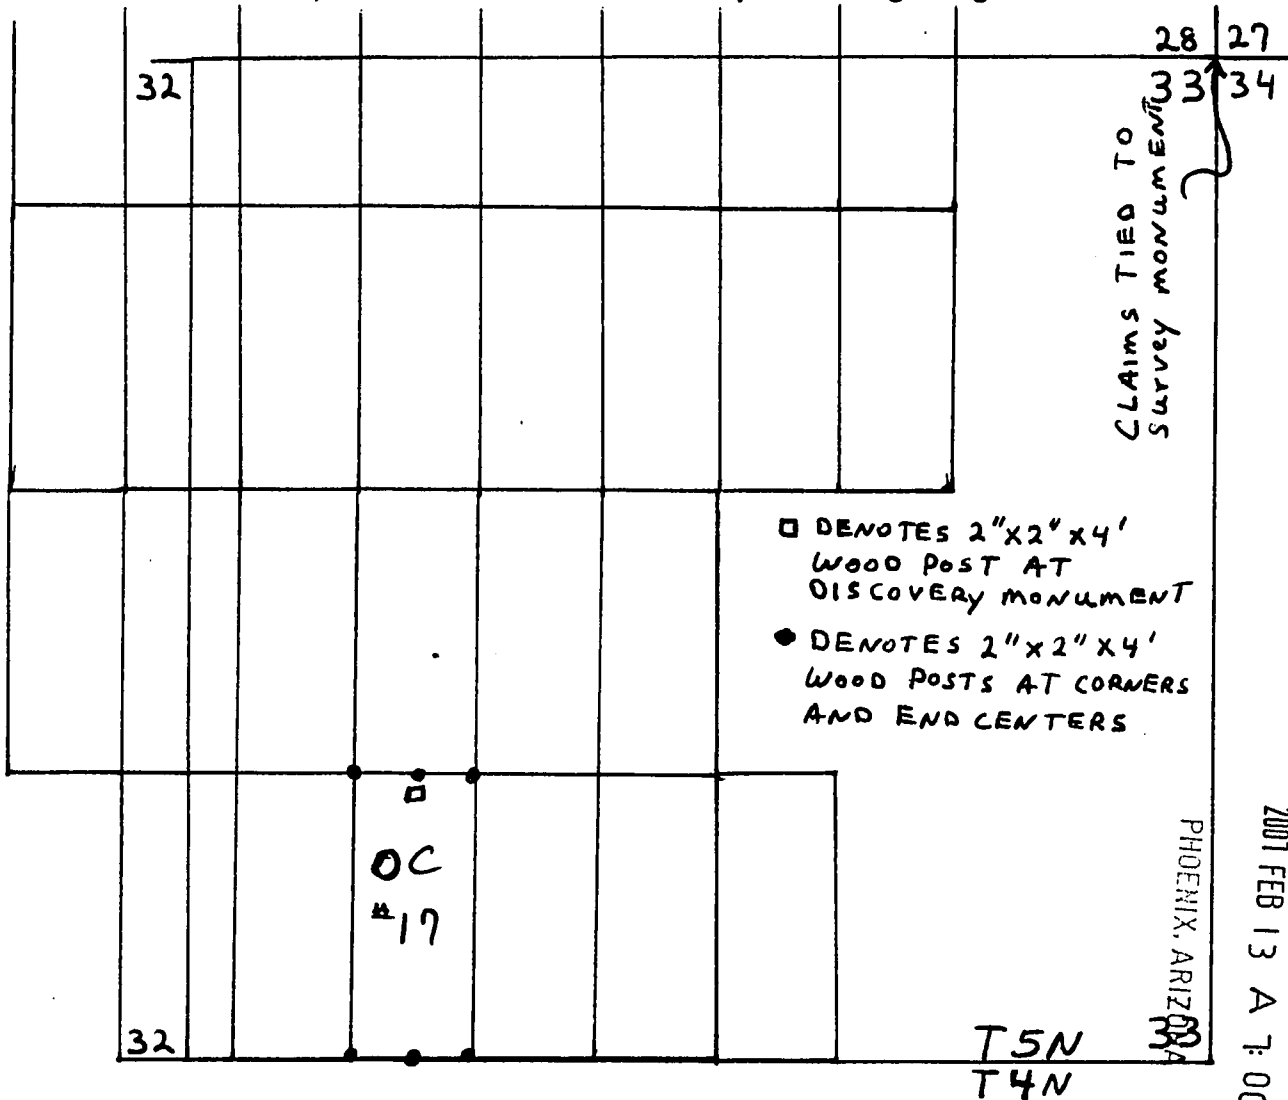 28 27
32
33 34
CLAIMS TIED TO
SURVEY MONUMENT
□ DENOTES 2"X2"X4'
WOOD POST AT
DISCOVERY MONUMENT
● DENOTES 2"X2"X4'
WOOD POSTS AT CORNERS
AND END CENTERS
OC
#17
PHOENIX, ARIZONA
2007 FEB 13 A 7:00
32
33
T5N
T4N